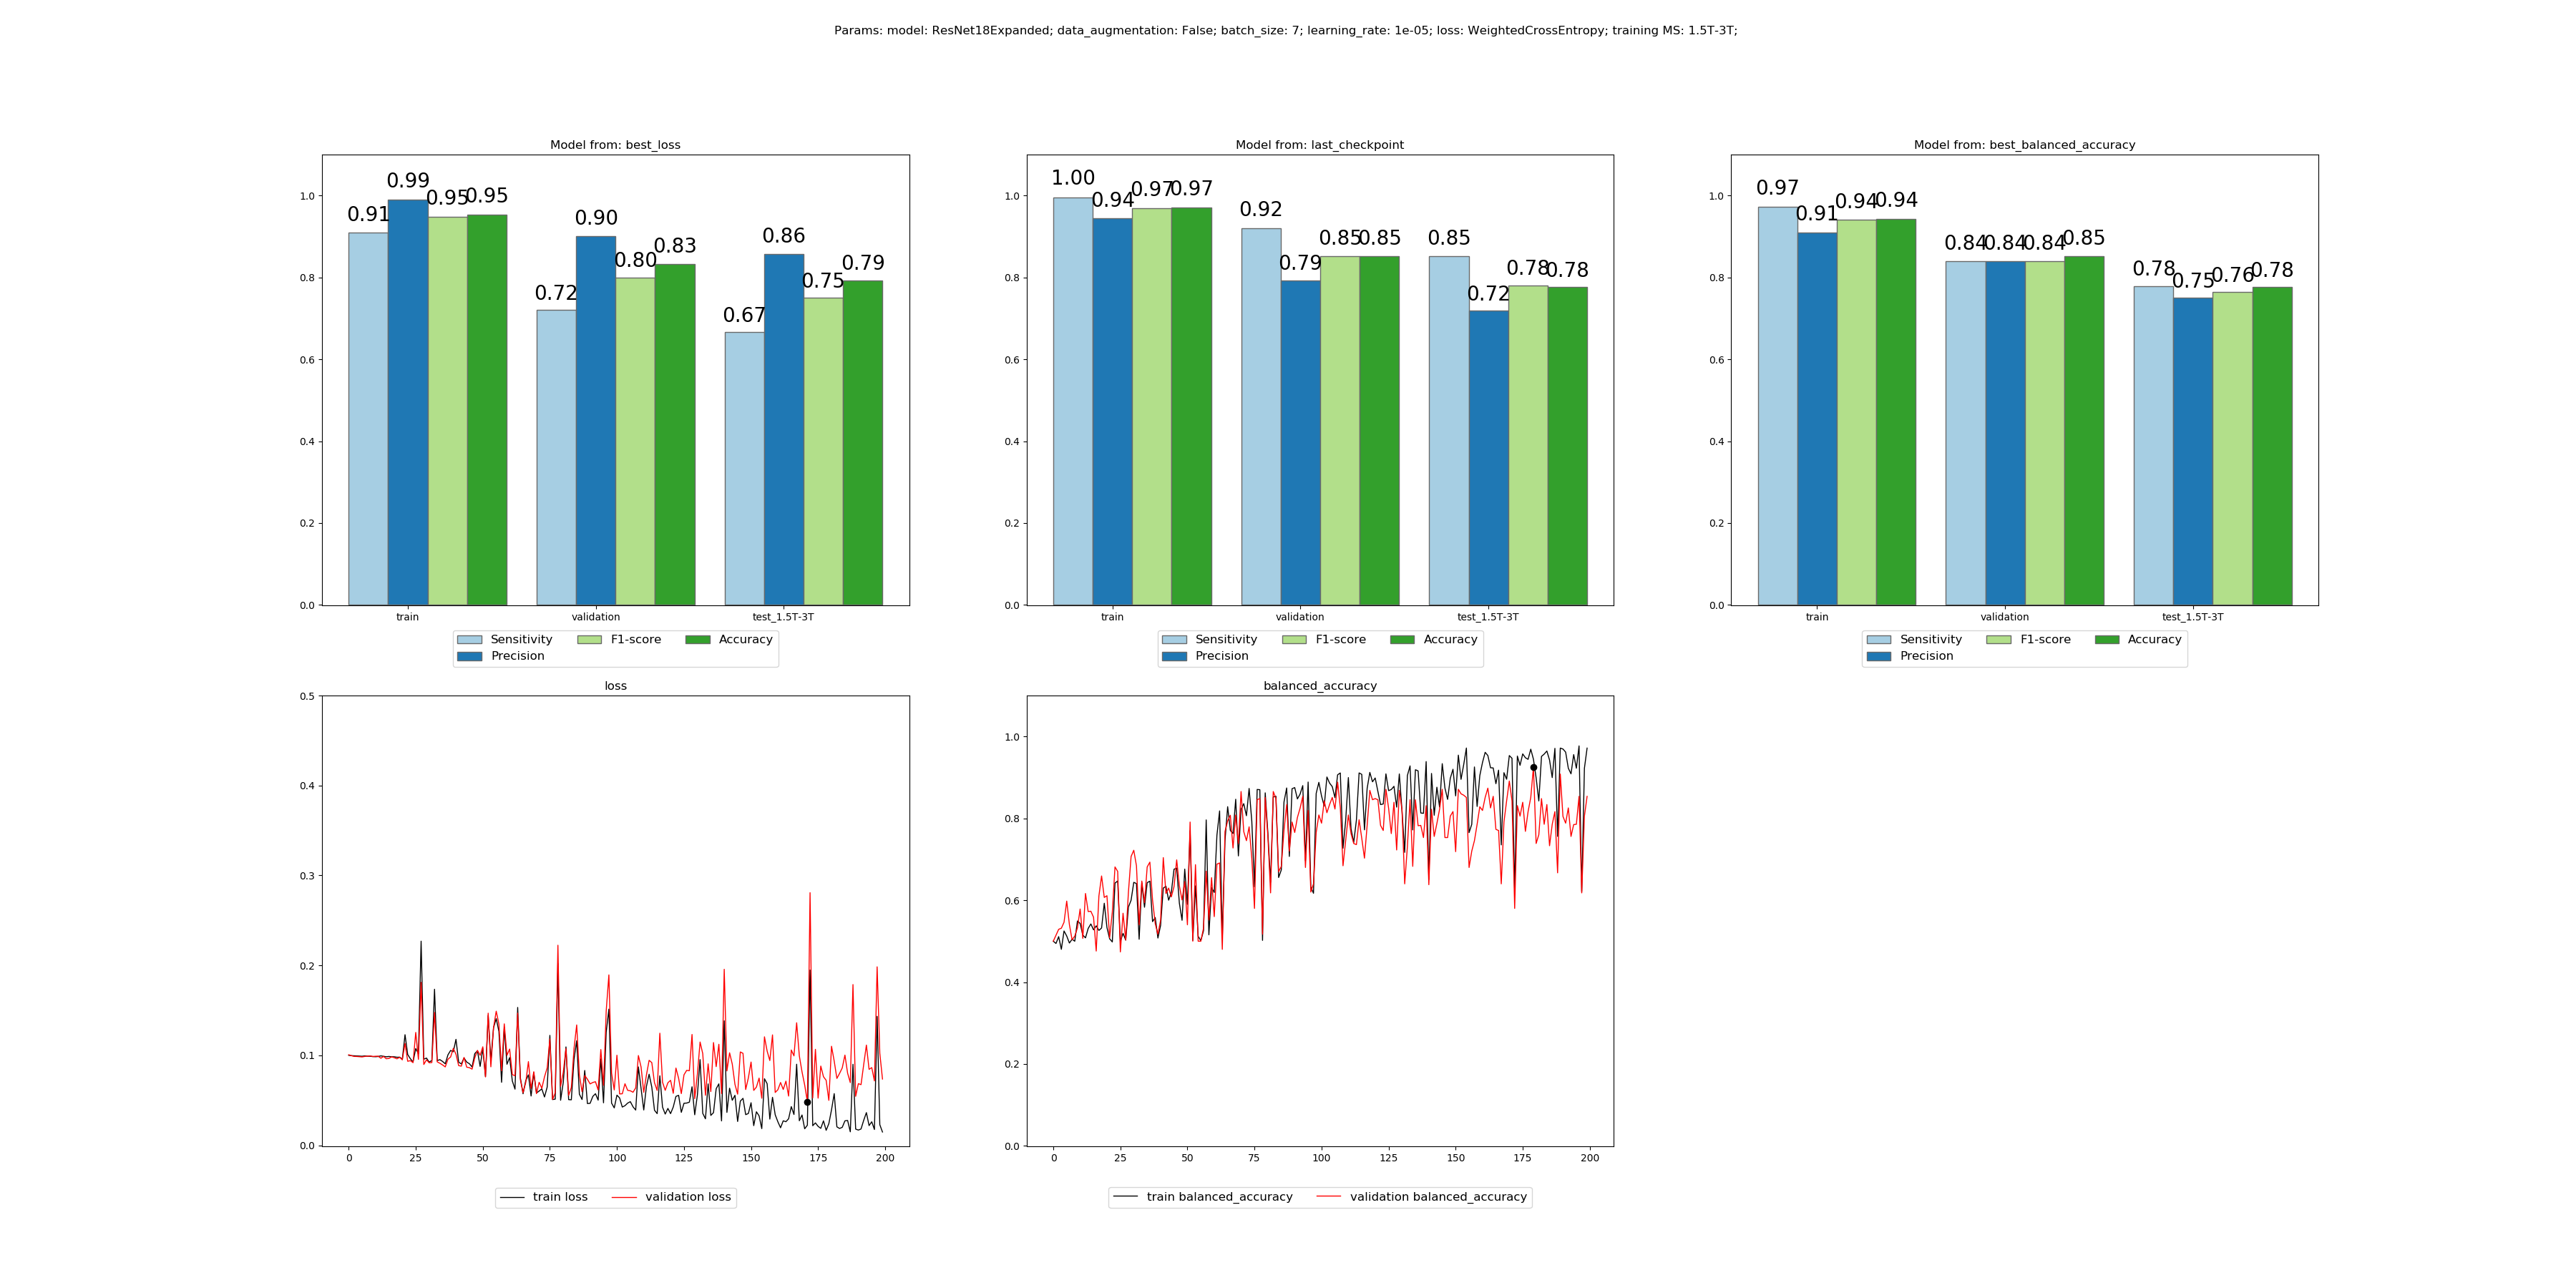 Params: model: ResNet18Expanded; data_augmentation: False; batch_size: 7; learning_rate: 1e-05; loss: WeightedCrossEntropy; training MS: 1.5T-3T;
Model from: best_loss
1.0
0.8
0.6
0.4
0.2
0.0
0.91
0.99
0.95
0.95
0.72
0.90
0.80
0.83
0.67
0.86
0.75
0.79
train
validation
test_1.5T-3T
Sensitivity
Precision
F1-score
Accuracy
Model from: last_checkpoint
1.0
0.8
0.6
0.4
0.2
0.0
1.00
0.94
0.97
0.97
0.92
0.79
0.85
0.85
0.85
0.72
0.78
0.78
train
validation
test_1.5T-3T
Sensitivity
Precision
F1-score
Accuracy
Model from: best_balanced_accuracy
1.0
0.8
0.6
0.4
0.2
0.0
0.97
0.91
0.94
0.94
0.84
0.84
0.84
0.85
0.78
0.75
0.76
0.78
train
validation
test_1.5T-3T
Sensitivity
Precision
F1-score
Accuracy
loss
0.5
0.4
0.3
0.2
0.1
0.0
0 25 50 75 100 125 150 175 200
train loss
validation loss
balanced_accuracy
1.0
0.8
0.6
0.4
0.2
0.0
0 25 50 75 100 125 150 175 200
train balanced_accuracy
validation balanced_accuracy